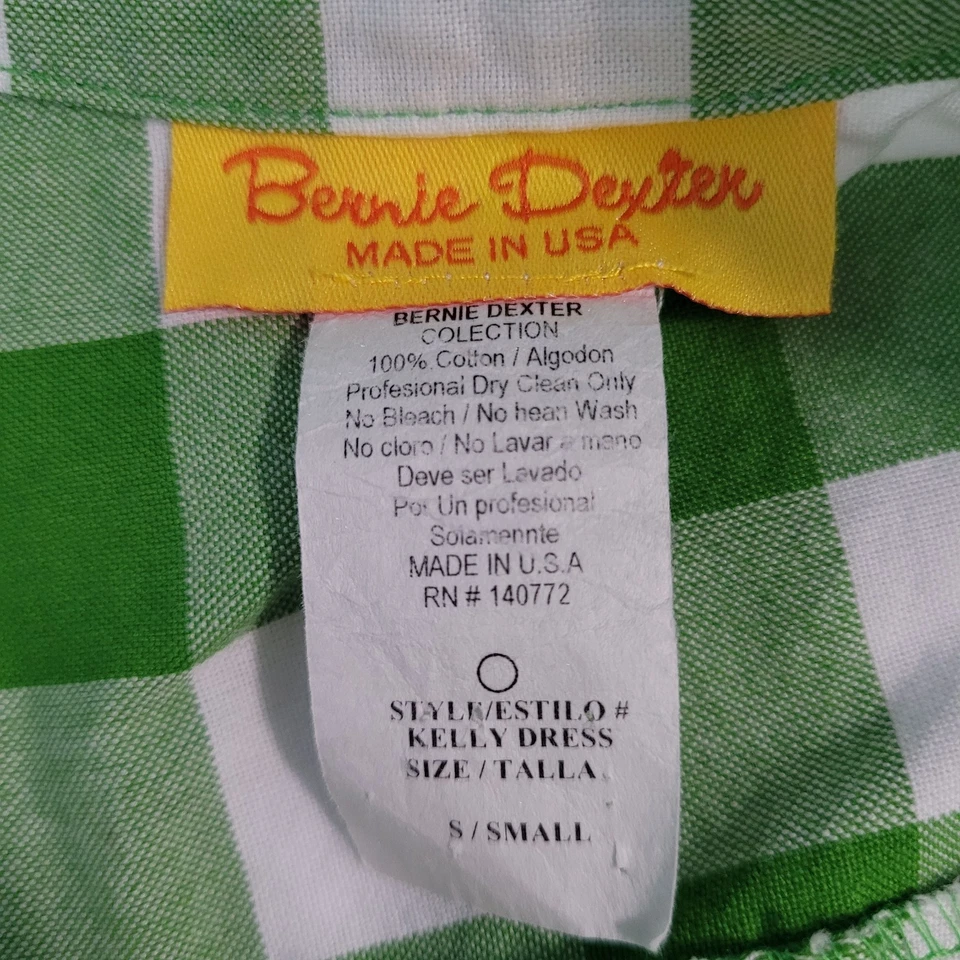 Bernie Dexter
MADE IN USA
BERNIE DEXTER
COLECTION
100% Cotton / Algodon
Profesional Dry Clean Only
No Bleach / No hean Wash
No cloro / No Lavar a mano
Deve ser Lavado
Por Un profesional
Solamennte
MADE IN U.S.A
RN # 140772
STYLE/ESTILO #
KELLY DRESS
SIZE / TALLA
S / SMALL